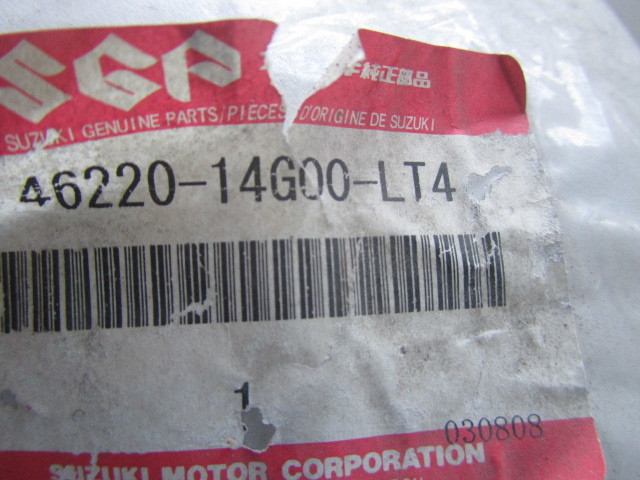 SGP 純正部品
SUZUKI GENUINE PARTS/PIECES D'ORIGINE DE SUZUKI
46220-14G00-LT4
1
030808
SUZUKI MOTOR CORPORATION